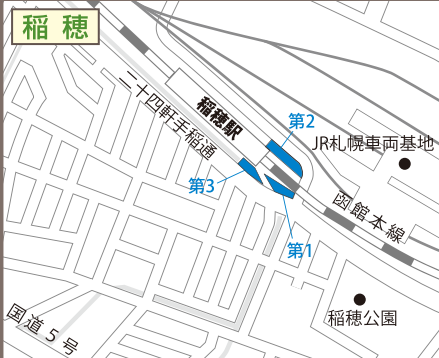 稲穂
二十四軒手稲通
稲穂駅
第2
JR札幌車両基地
第3
函館本線
第1
稲穂公園
国道5号